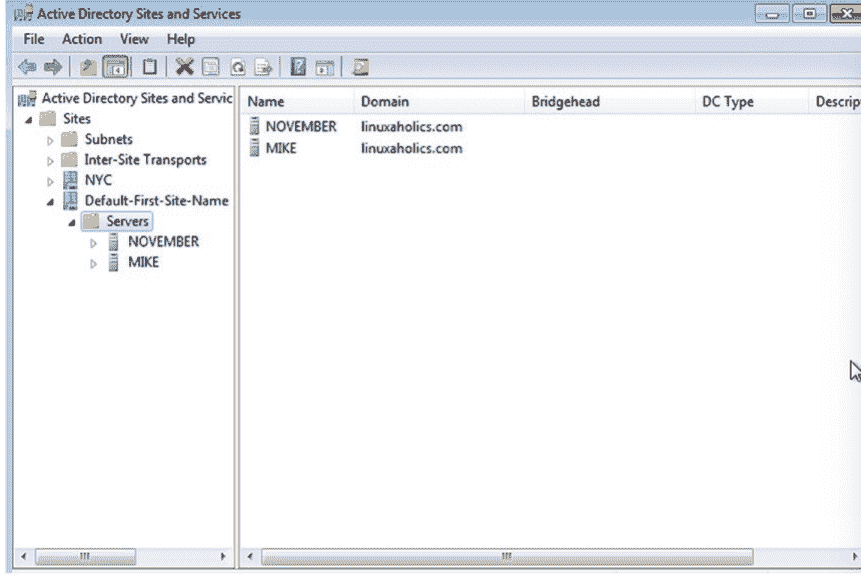 Active Directory Sites and Services
File Action View Help
Active Directory Sites and Servic
Sites
Subnets
Inter-Site Transports
NYC
Default-First-Site-Name
Servers
NOVEMBER
MIKE
Name Domain Bridgehead DC Type Descrip
NOVEMBER linuxaholics.com
MIKE linuxaholics.com